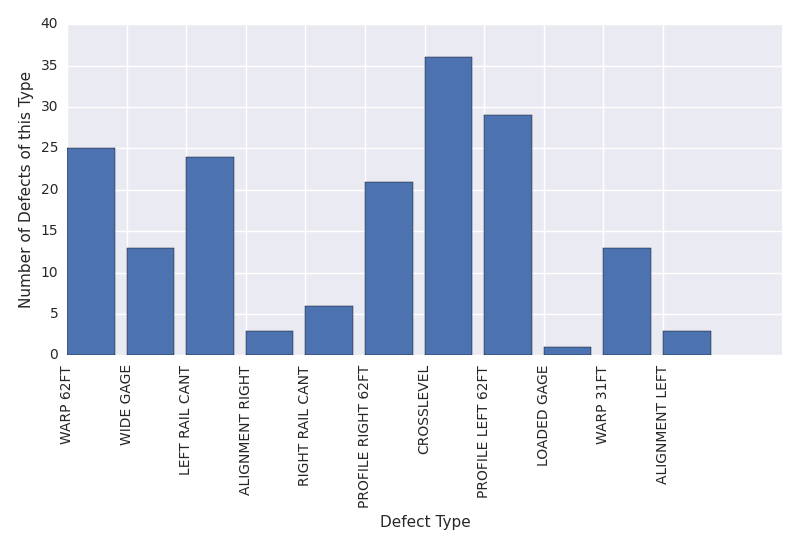 40
35
30
25
20
15
10
5
0
Number of Defects of this Type
WARP 62FT
WIDE GAGE
LEFT RAIL CANT
ALIGNMENT RIGHT
RIGHT RAIL CANT
PROFILE RIGHT 62FT
CROSSLEVEL
PROFILE LEFT 62FT
LOADED GAGE
WARP 31FT
ALIGNMENT LEFT
Defect Type